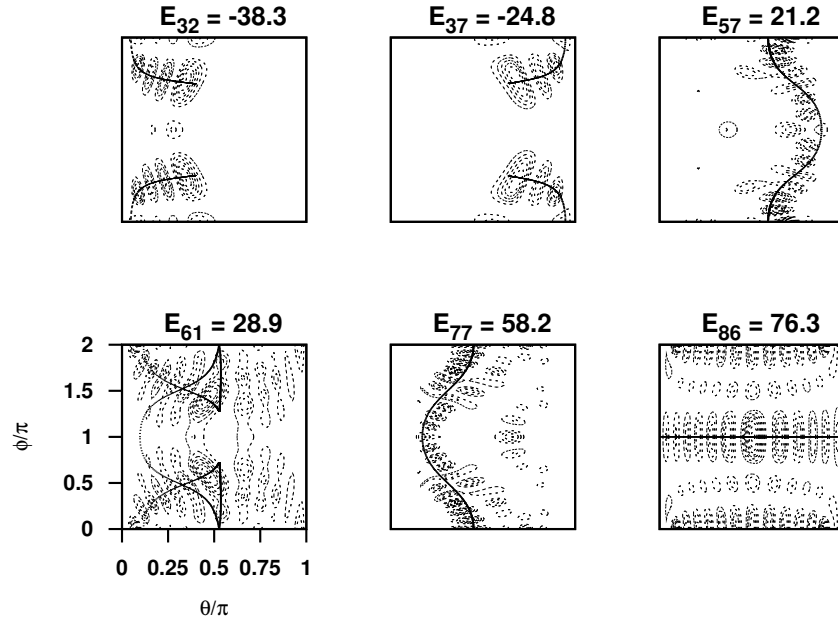 E32 = -38.3
E37 = -24.8
E57 = 21.2
E61 = 28.9
E77 = 58.2
E86 = 76.3
2
1.5
1
0.5
0
ϕ/π
0 0.25 0.5 0.75 1
θ/π